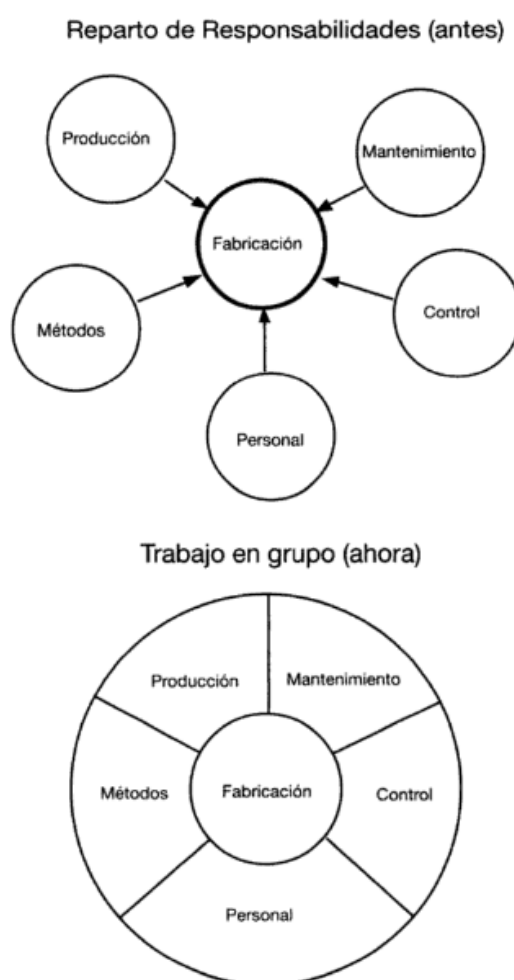 Reparto de Responsabilidades (antes)
Producción
Mantenimiento
Fabricación
Métodos
Control
Personal
Trabajo en grupo (ahora)
Producción
Mantenimiento
Métodos
Fabricación
Control
Personal